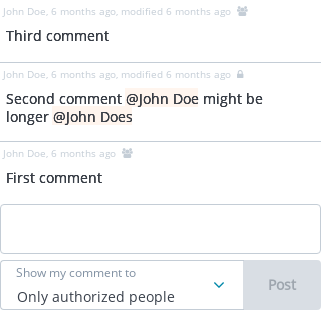 John Doe, 6 months ago, modified 6 months ago
Third comment
John Doe, 6 months ago, modified 6 months ago
Second comment @John Doe might be
longer @John Does
John Doe, 6 months ago
First comment
Show my comment to
Only authorized people
Post